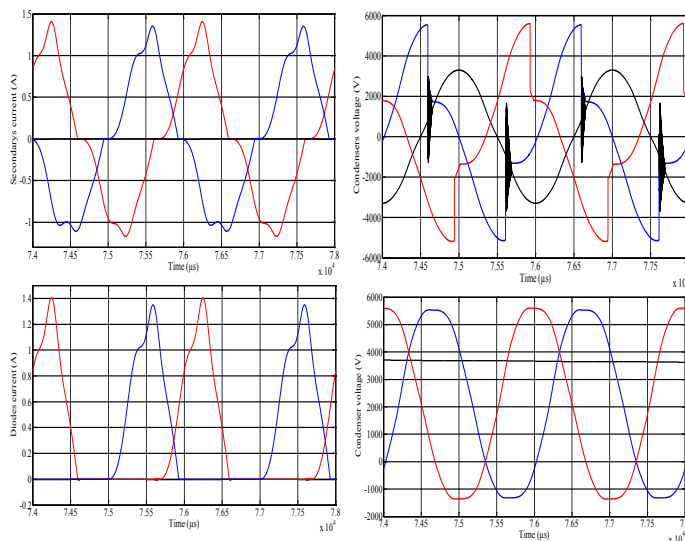 Secondarys current (A)
1.5
1
0.5
0
-0.5
-1
7.4 7.45 7.5 7.55 7.6 7.65 7.7 7.75 7.8
Time (µs)
x 10⁴
Condensers voltage (V)
6000
4000
2000
0
-2000
-4000
-6000
7.4 7.45 7.5 7.55 7.6 7.65 7.7 7.75 7.8
Time (µs)
x 10⁴
Diodes current (A)
1.4
1.2
1
0.8
0.6
0.4
0.2
0
-0.2
7.4 7.45 7.5 7.55 7.6 7.65 7.7 7.75 7.8
Time (µs)
x 10⁴
Condenser voltage (V)
6000
5000
4000
3000
2000
1000
0
-1000
-2000
7.4 7.45 7.5 7.55 7.6 7.65 7.7 7.75 7.8
Time (µs)
x 10⁴